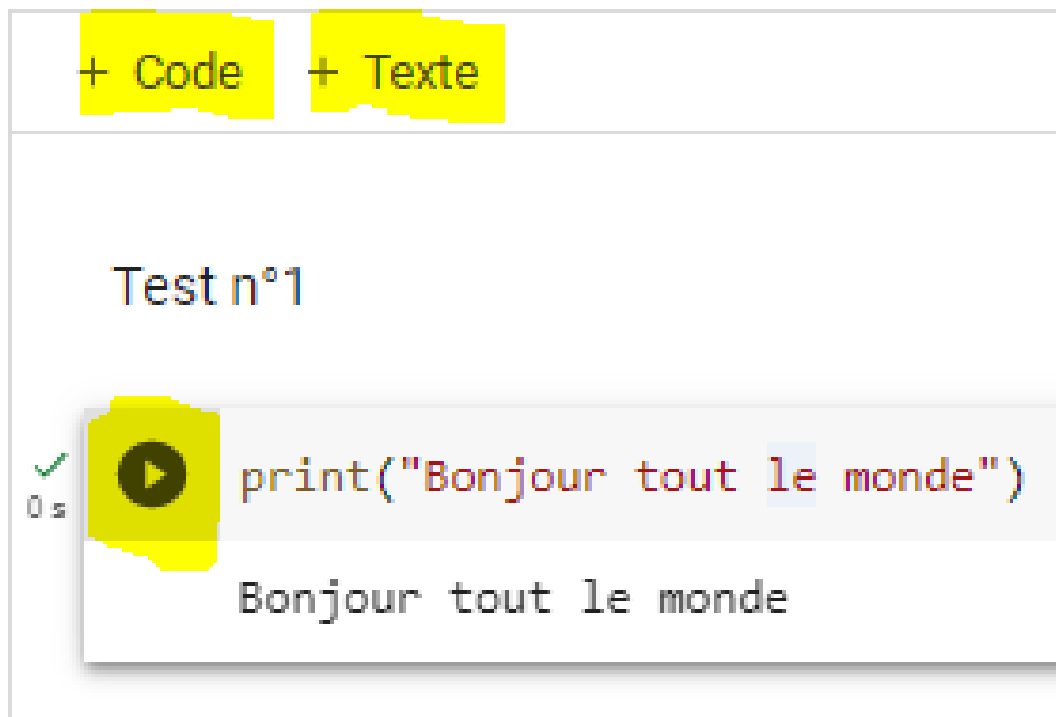 + Code + Texte
Test n°1
print("Bonjour tout le monde")
0 s
Bonjour tout le monde